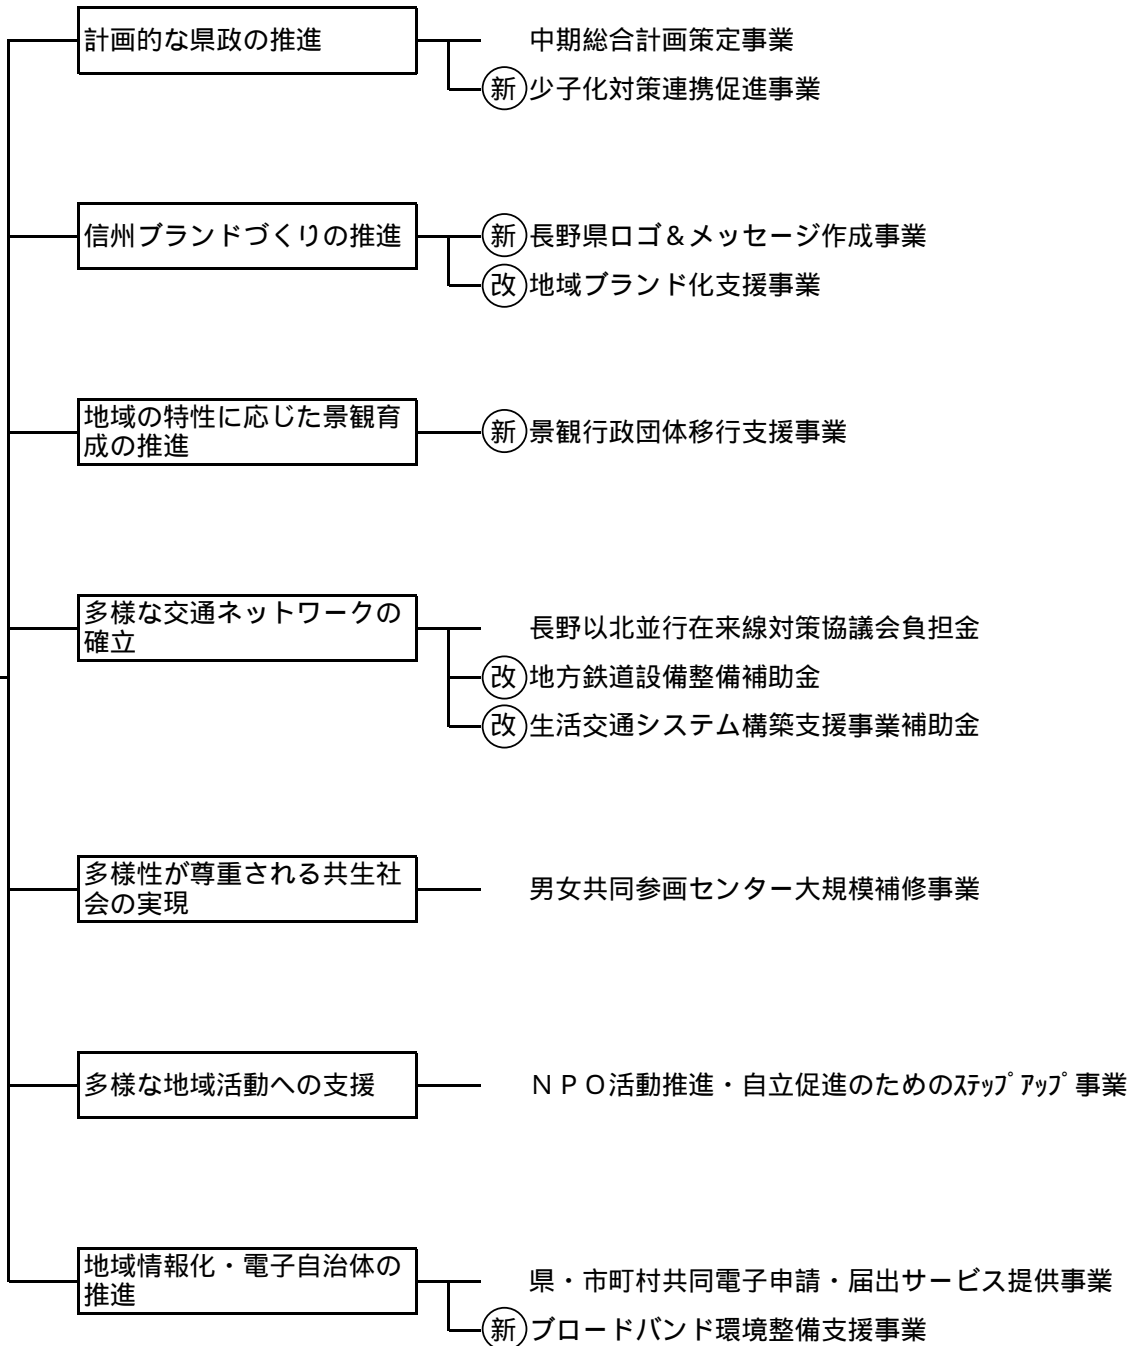 計画的な県政の推進
中期総合計画策定事業
新 少子化対策連携促進事業
信州ブランドづくりの推進
新 長野県ロゴ＆メッセージ作成事業
改 地域ブランド化支援事業
地域の特性に応じた景観育
成の推進
新 景観行政団体移行支援事業
多様な交通ネットワークの
確立
長野以北並行在来線対策協議会負担金
改 地方鉄道設備整備補助金
改 生活交通システム構築支援事業補助金
多様性が尊重される共生社
会の実現
男女共同参画センター大規模補修事業
多様な地域活動への支援
ＮＰＯ活動推進・自立促進のためのｽﾃｯﾌﾟｱｯﾌﾟ事業
地域情報化・電子自治体の
推進
県・市町村共同電子申請・届出サービス提供事業
新 ブロードバンド環境整備支援事業